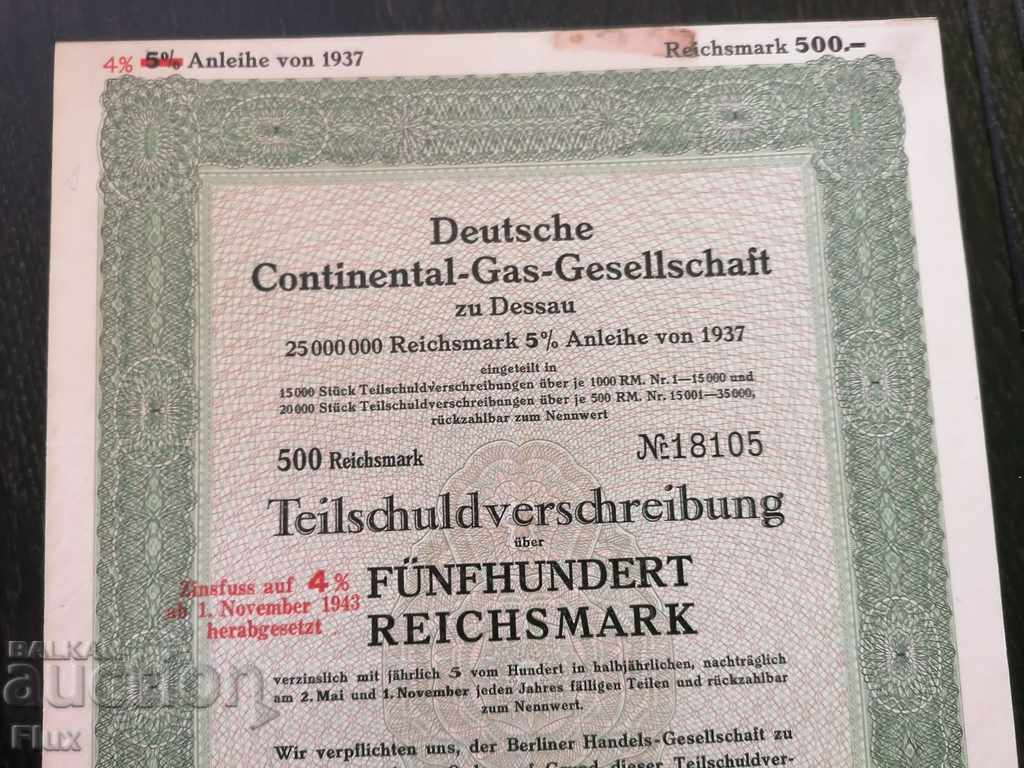 4% 5% Anleihe von 1937
Reichsmark 500.—
Deutsche
Continental-Gas-Gesellschaft
zu Dessau
25 000 000 Reichsmark 5% Anleihe von 1937
eingeteilt in
15 000 Stück Teilschuldverschreibungen über je 1000 RM. Nr. 1—15 000 und
20 000 Stück Teilschuldverschreibungen über je 500 RM. Nr. 15 001—35 000,
rückzahlbar zum Nennwert
500 Reichsmark
№ 18105
Teilschuldverschreibung
über
FÜNFHUNDERT
REICHSMARK
Zinsfuss auf 4%
ab 1. November 1943
herabgesetzt
verzinslich mit jährlich 5 vom Hundert in halbjährlichen, nachträglich
am 2. Mai und 1. November jeden Jahres fälligen Teilen und rückzahlbar
zum Nennwert.
Wir verpflichten uns, der Berliner Handels-Gesellschaft zu
Grund dieser Teilschuldver-
BALKAN
auction
Flux